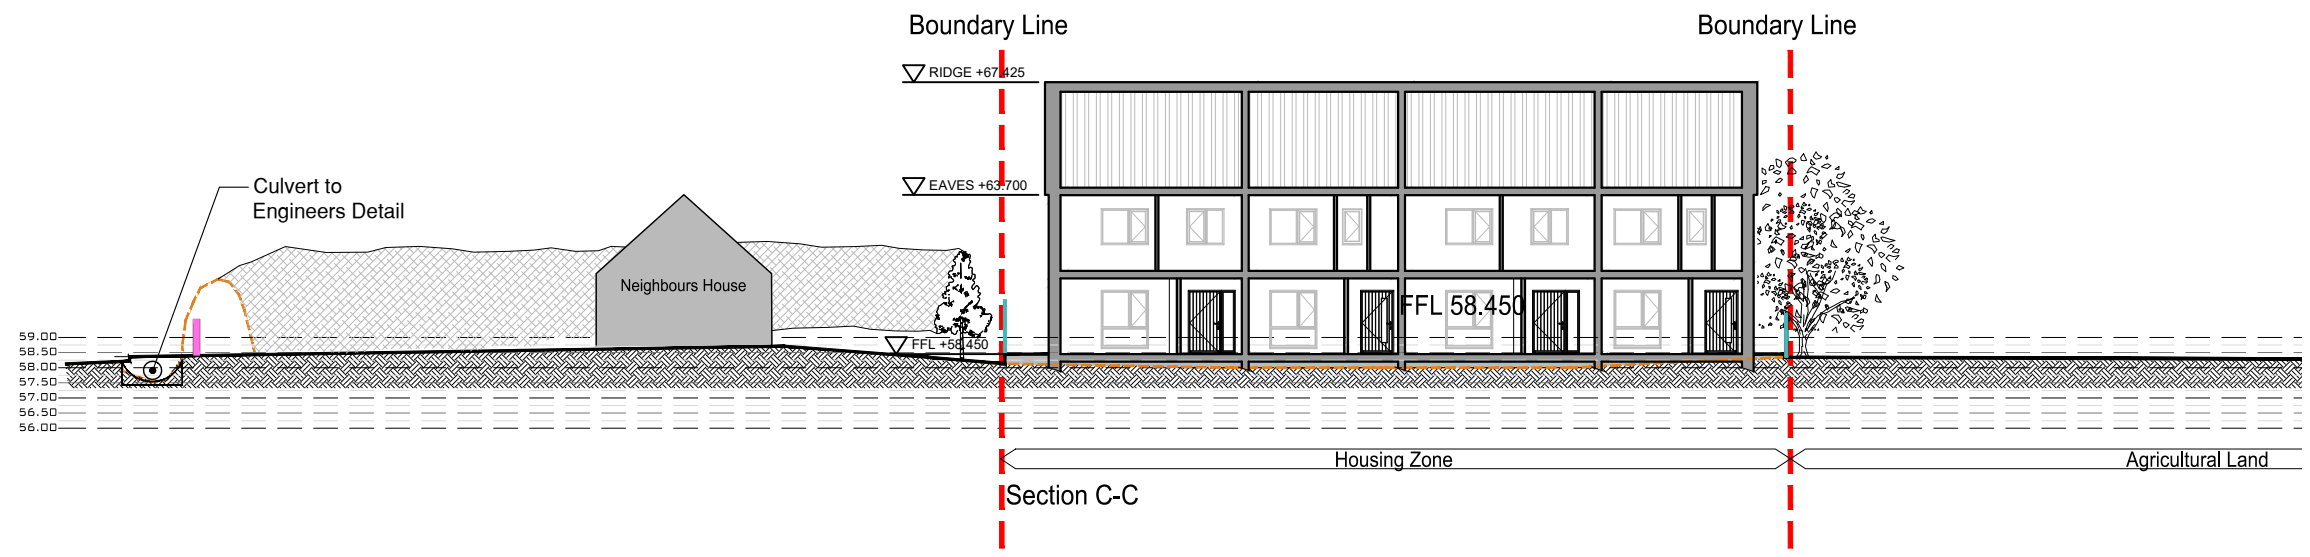 Boundary Line
Boundary Line
RIDGE +67.425
EAVES +63.700
Culvert to
Engineers Detail
Neighbours House
FFL 58.450
FFL +58.450
59.00
58.50
58.00
57.50
57.00
56.50
56.00
Housing Zone
Agricultural Land
Section C-C